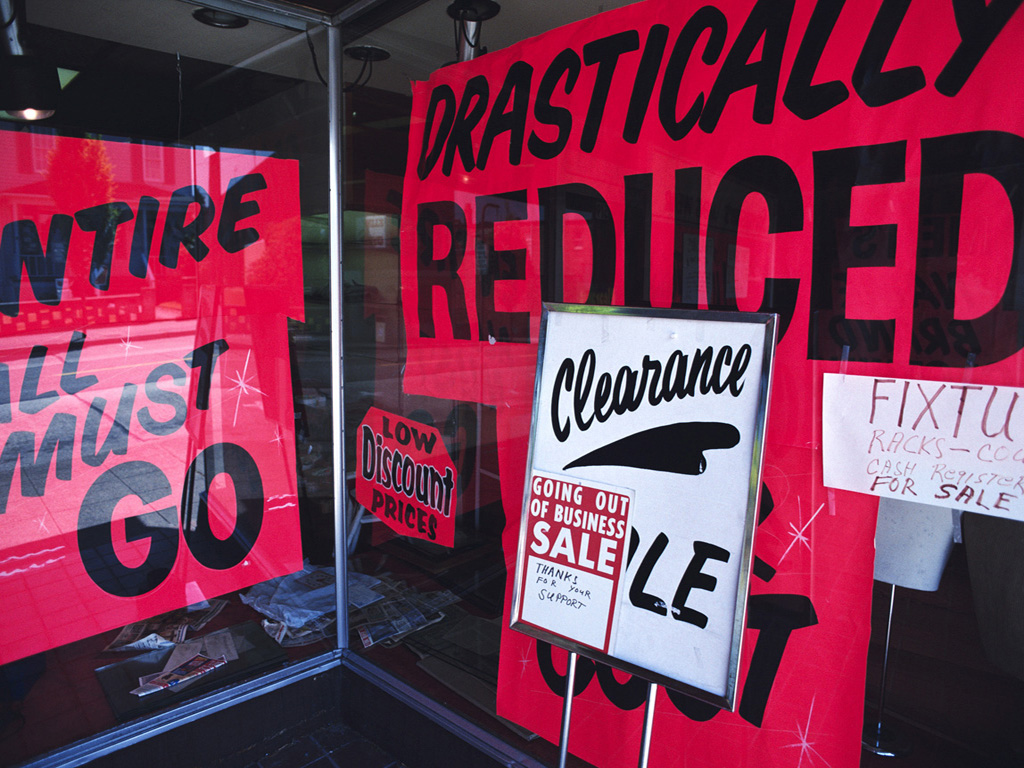 NTIRE
ALL
MUST
GO
LOW
Discount
PRICES
DRASTICALLY
REDUCED
Clearance
LE
GOING OUT
OF BUSINESS
SALE
THANKS
FOR YOUR
SUPPORT
FIXTU
RACKS - COU
CASH REGISTER
FOR SALE